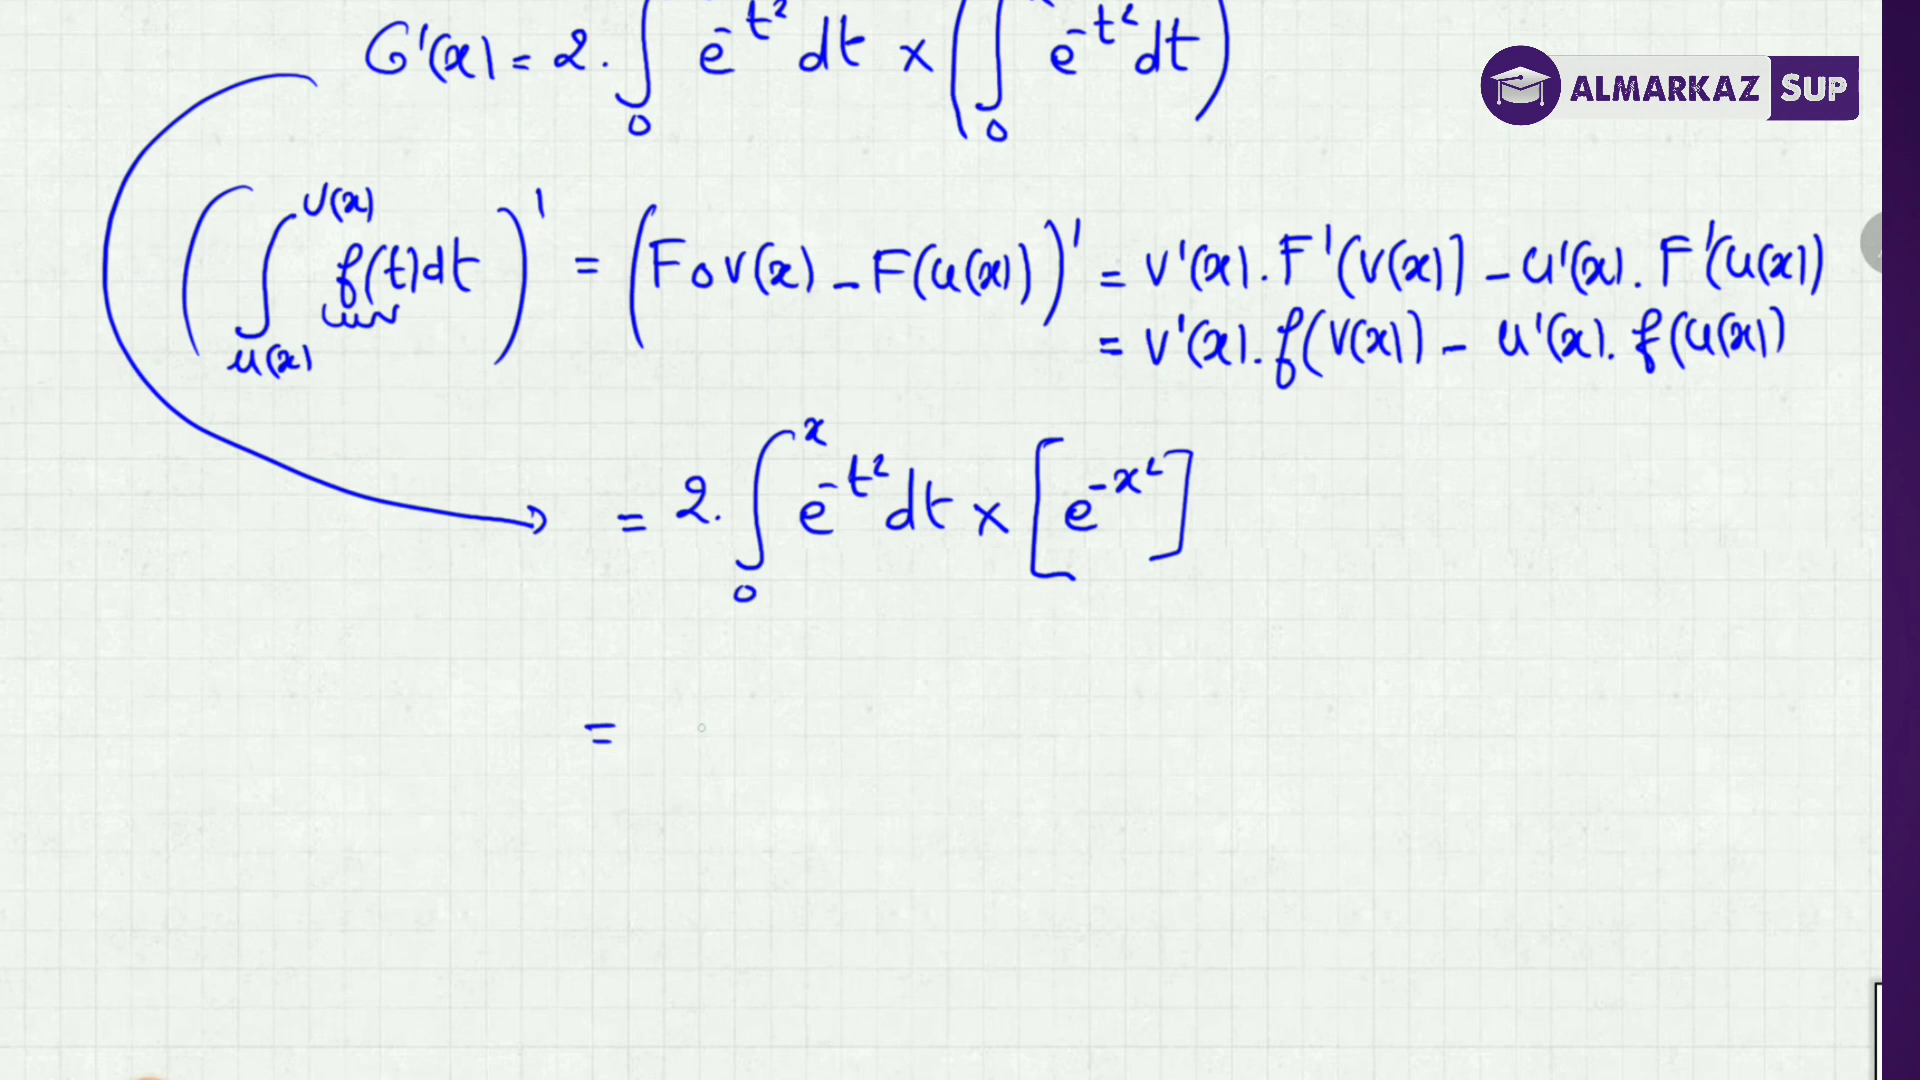 G'(x) = 2. ∫₀ e^{-t²} dt × (∫₀ e^{-t²} dt)
ALMARKAZ SUP
(∫_{u(x)}^{v(x)} f(t)dt)' = (F∘v(x) - F(u(x)))' = v'(x). F'(v(x)) - u'(x). F'(u(x))
= v'(x). f(v(x)) - u'(x). f(u(x))
= 2. ∫₀^x e^{-t²} dt × [e^{-x²}]
=